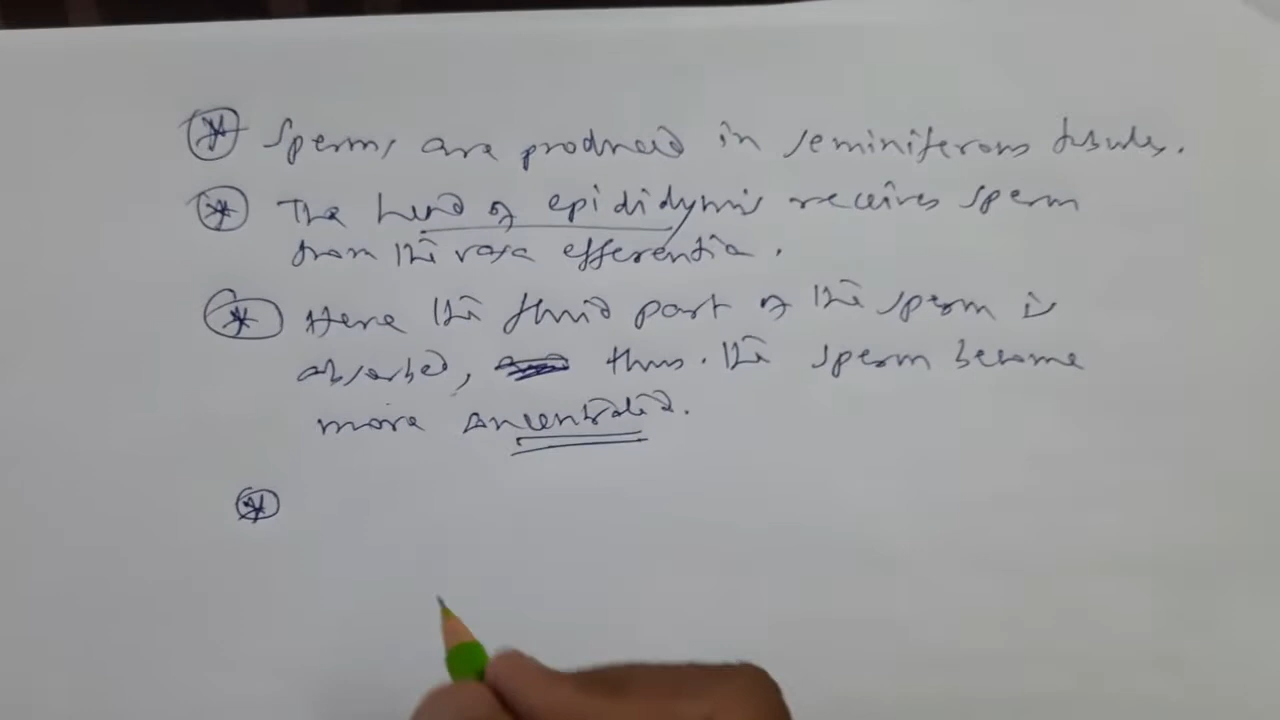 Sperms are produced in seminiferous tubules.
The head of epididymis receives sperm
from the vasa efferentia.
Here the fluid part of the sperm is
absorbed, thus. the sperm become
more concentrated.